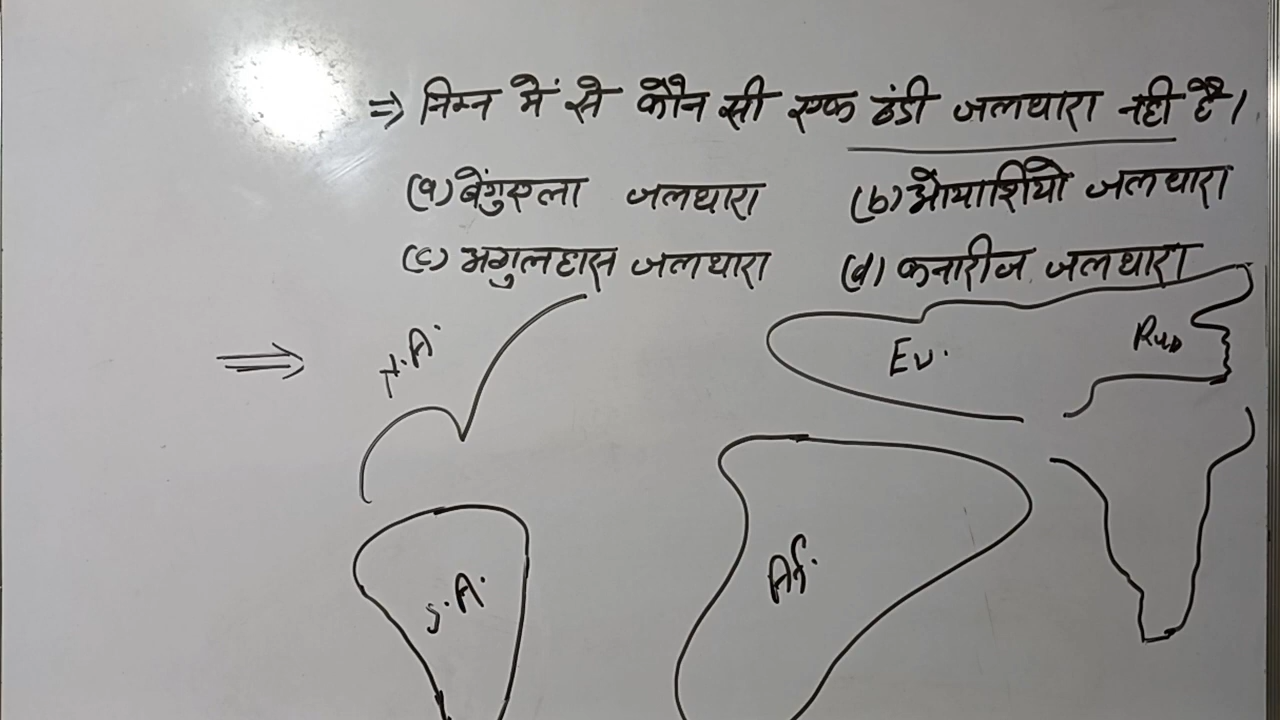 ⇒ निम्न में से कौन सी एक ठंडी जलधारा नही है।
(a) बेंगुएला जलधारा (b) ओयाशियो जलधारा
(c) अगुलहास जलधारा (d) कनारीज जलधारा
⇒ N.A. Eu. Rus
S.A. Af.